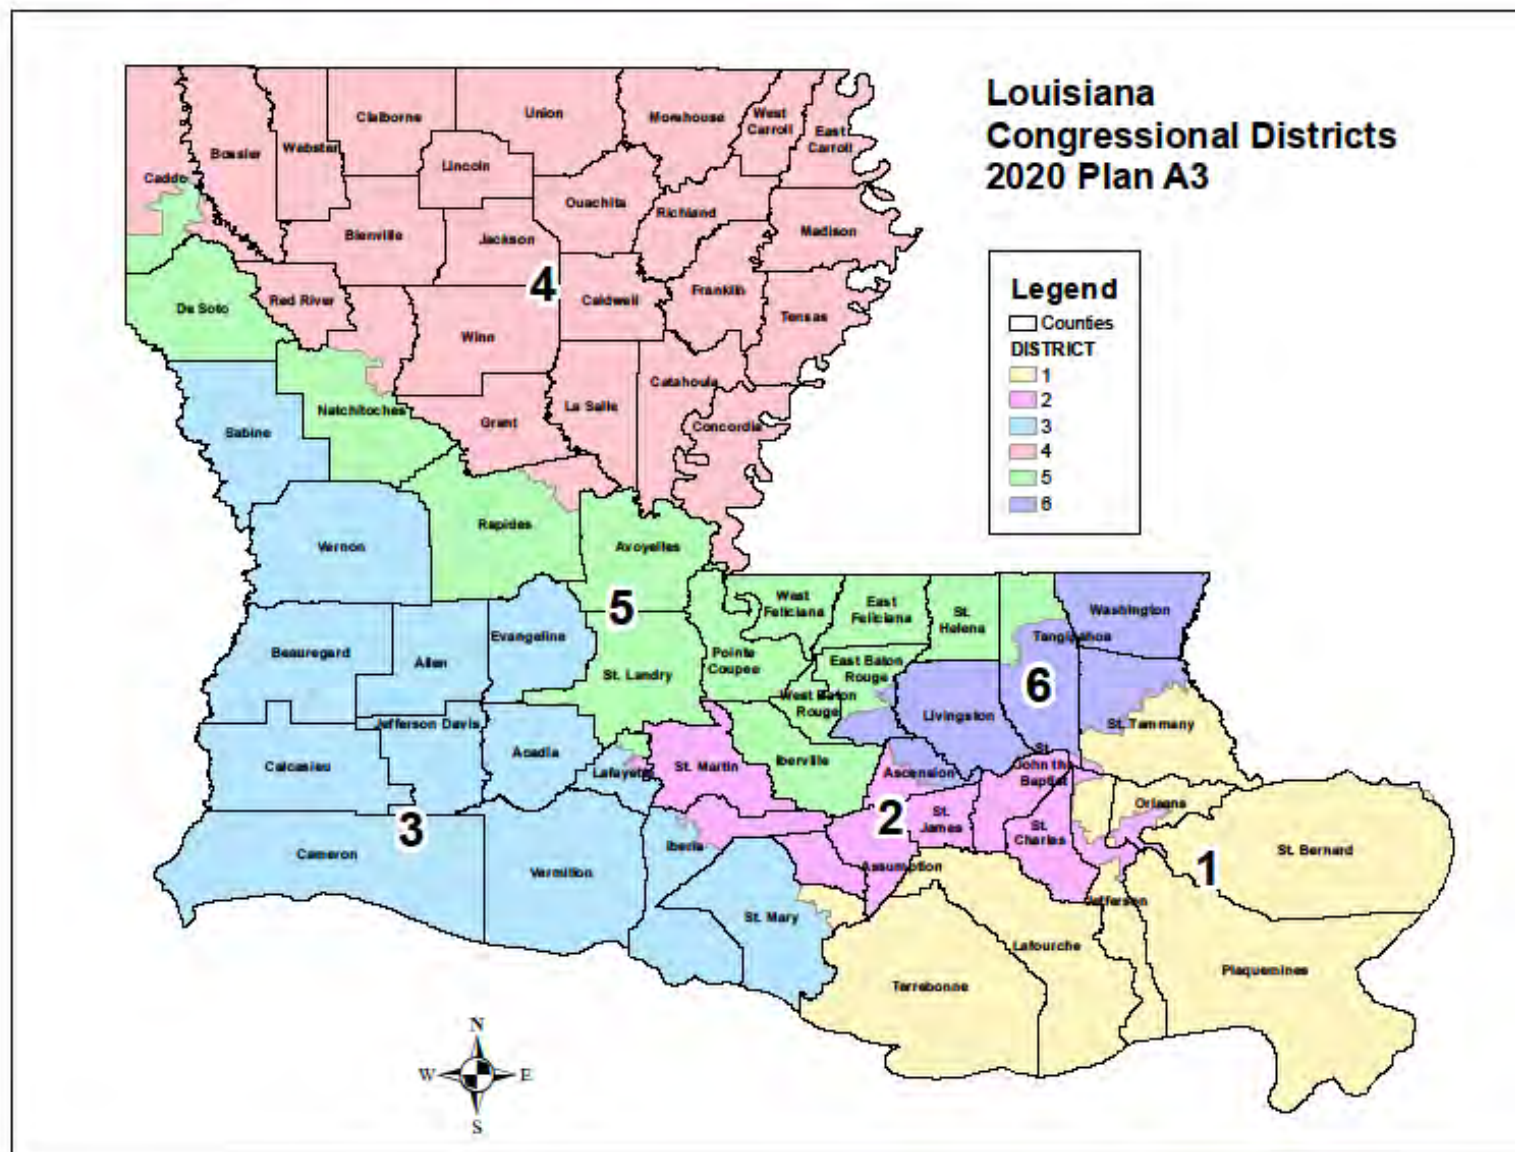 Louisiana
Congressional Districts
2020 Plan A3
Legend
Counties
DISTRICT
1
2
3
4
5
6
Caddo
Bossier
Webster
Claiborne
Union
Morehouse
West
Carroll
East
Carroll
Lincoln
Ouachita
Richland
Madison
Bienville
Jackson
4
De Soto
Red River
Winn
Caldwell
Franklin
Tensas
Natchitoches
Grant
La Salle
Catahoula
Concordia
Sabine
Vernon
Rapides
Avoyelles
5
West
Feliciana
East
Feliciana
St.
Helena
Tangipahoa
Washington
Beauregard
Allen
Evangeline
St. Landry
Pointe
Coupee
East Baton
Rouge
West Baton
Rouge
6
Livingston
St. Tammany
Jefferson Davis
Calcasieu
Acadia
Lafayette
St. Martin
Iberville
Ascension
St.
John the
Baptist
Orleans
3
Cameron
Vermilion
Iberia
2
St.
James
St.
Charles
Assumption
1
St. Bernard
Jefferson
St. Mary
Lafourche
Terrebonne
Plaquemines
N
W
E
S